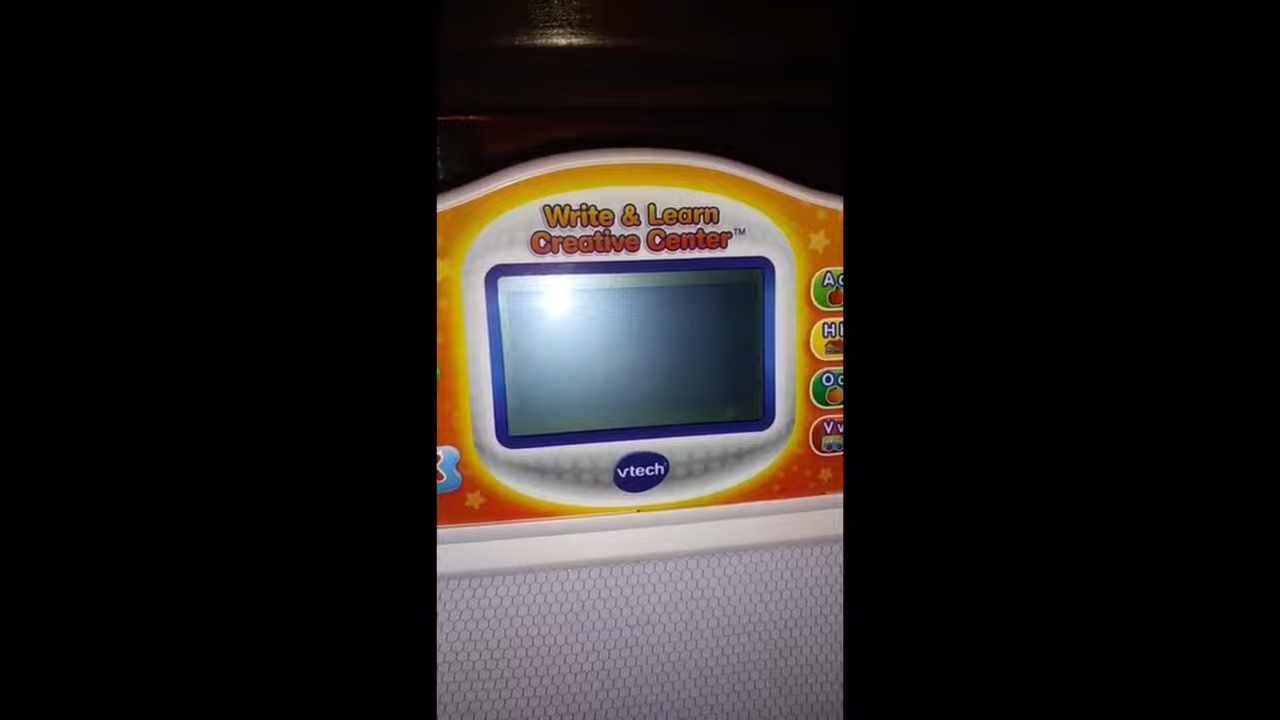 Write & Learn
Creative Center™
A
H
O
V v
vtech